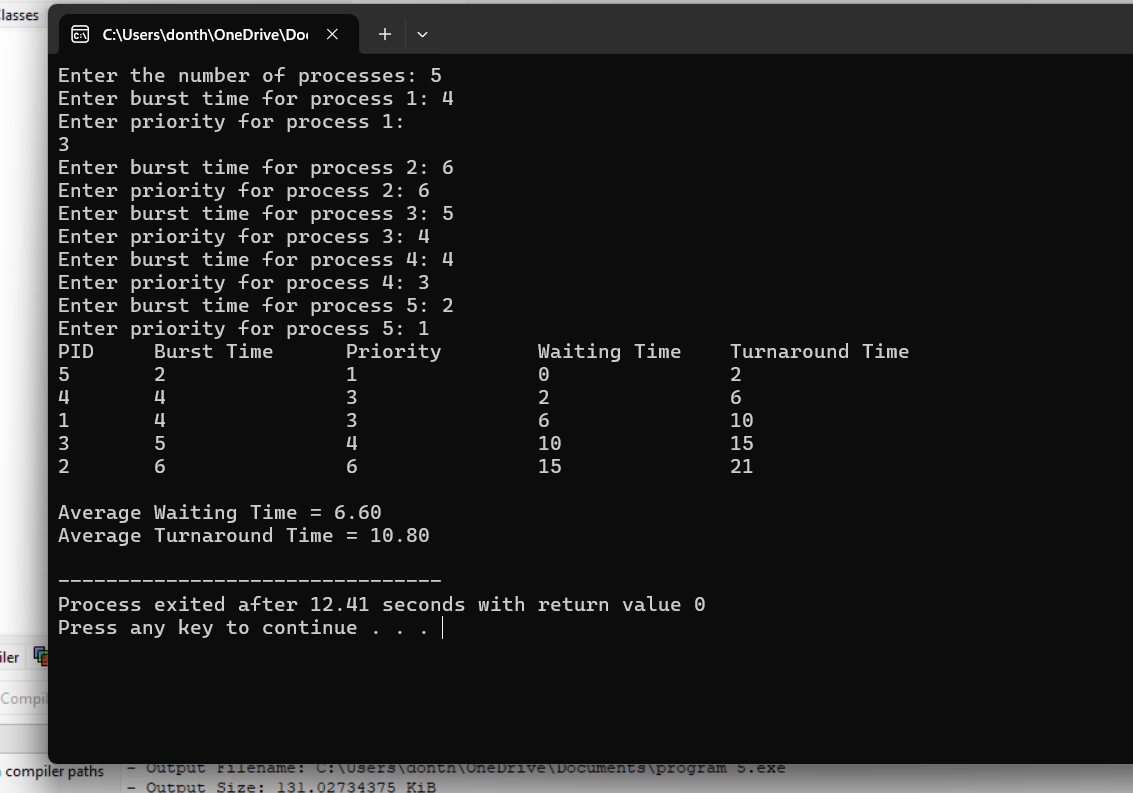 lasses
C:\Users\donth\OneDrive\Do
Enter the number of processes: 5
Enter burst time for process 1: 4
Enter priority for process 1:
3
Enter burst time for process 2: 6
Enter priority for process 2: 6
Enter burst time for process 3: 5
Enter priority for process 3: 4
Enter burst time for process 4: 4
Enter priority for process 4: 3
Enter burst time for process 5: 2
Enter priority for process 5: 1
PID Burst Time Priority Waiting Time Turnaround Time
5 2 1 0 2
4 4 3 2 6
1 4 3 6 10
3 5 4 10 15
2 6 6 15 21
Average Waiting Time = 6.60
Average Turnaround Time = 10.80
--------------------------------
Process exited after 12.41 seconds with return value 0
Press any key to continue . . .
iler
Compil
compiler paths
- Output Filename: C:\Users\donth\OneDrive\Documents\program 5.exe
- Output Size: 131.02734375 KiB